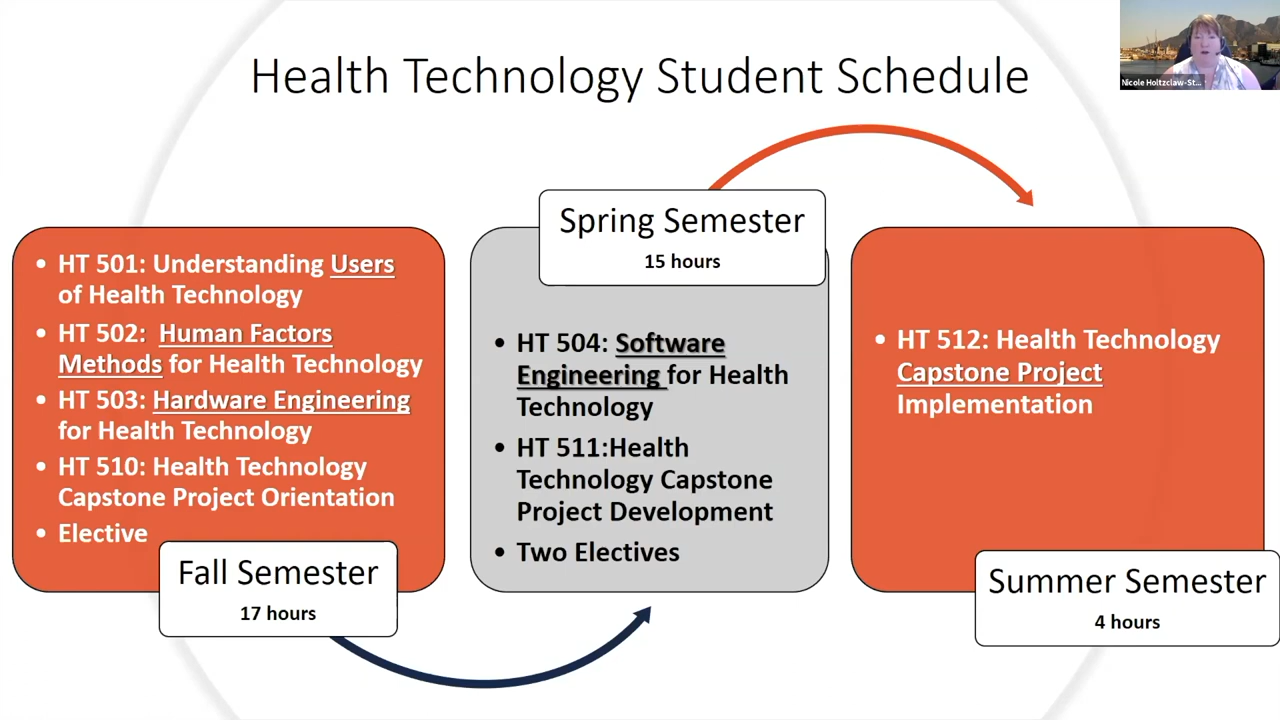 Health Technology Student Schedule
Nicole Holtzclaw-St...
• HT 501: Understanding Users
of Health Technology
• HT 502: Human Factors
Methods for Health Technology
• HT 503: Hardware Engineering
for Health Technology
• HT 510: Health Technology
Capstone Project Orientation
• Elective
Fall Semester
17 hours
Spring Semester
15 hours
• HT 504: Software
Engineering for Health
Technology
• HT 511:Health
Technology Capstone
Project Development
• Two Electives
• HT 512: Health Technology
Capstone Project
Implementation
Summer Semester
4 hours